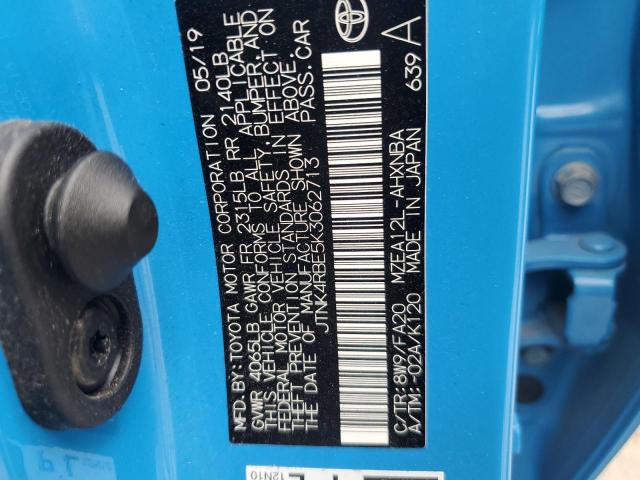 MFD. BY: TOYOTA MOTOR CORPORATION 05/19
GVWR 4065LB GAWR FR 2315LB RR 2140LB
THIS VEHICLE CONFORMS TO ALL APPLICABLE
FEDERAL MOTOR VEHICLE SAFETY, BUMPER, AND
THEFT PREVENTION STANDARDS IN EFFECT ON
THE DATE OF MANUFACTURE SHOWN ABOVE.
JTNK4RBE5K3062713 PASS. CAR
C/TR: 8W9/FA20 MZEA12L-AHXNBA
A/TM: -02A/K120 MADE IN JAPAN 639 A
12N10